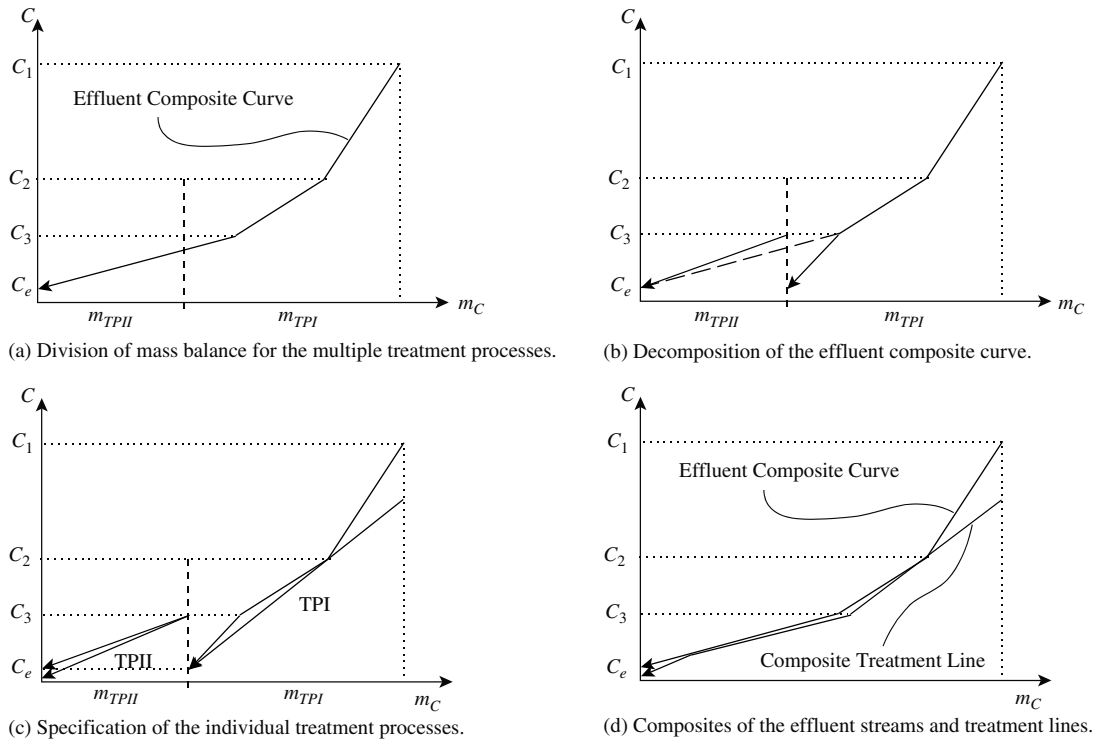 C
C1
Effluent Composite Curve
C2
C3
Ce
mTPII
mTPI
mC
(a) Division of mass balance for the multiple treatment processes.
C
C1
C2
C3
Ce
mTPII
mTPI
mC
(b) Decomposition of the effluent composite curve.
C
C1
C2
TPI
C3
TPII
Ce
mTPII
mTPI
mC
(c) Specification of the individual treatment processes.
C
C1
Effluent Composite Curve
C2
C3
Ce
Composite Treatment Line
mC
(d) Composites of the effluent streams and treatment lines.